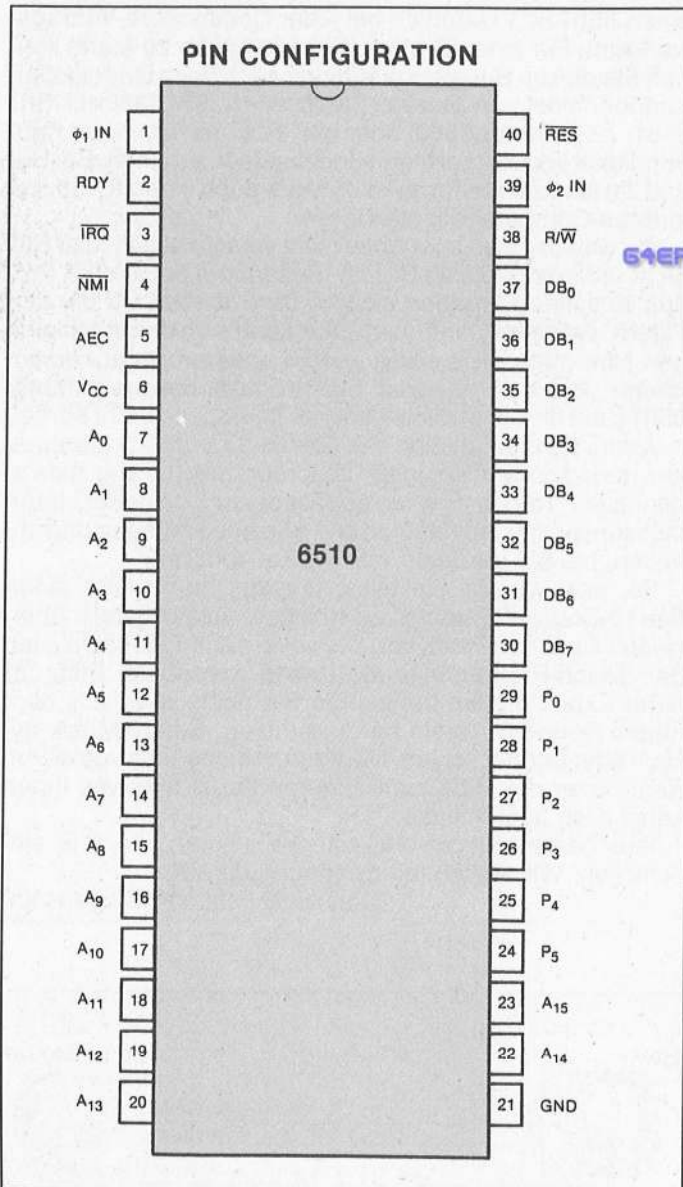 PIN CONFIGURATION
φ₁ IN 1 40 R̅E̅S̅
RDY 2 39 φ₂ IN
I̅R̅Q̅ 3 38 R/W̅
N̅M̅I̅ 4 37 DB₀
AEC 5 36 DB₁
V_CC 6 35 DB₂
A₀ 7 34 DB₃
A₁ 8 33 DB₄
A₂ 9 32 DB₅
6510
A₃ 10 31 DB₆
A₄ 11 30 DB₇
A₅ 12 29 P₀
A₆ 13 28 P₁
A₇ 14 27 P₂
A₈ 15 26 P₃
A₉ 16 25 P₄
A₁₀ 17 24 P₅
A₁₁ 18 23 A₁₅
A₁₂ 19 22 A₁₄
A₁₃ 20 21 GND